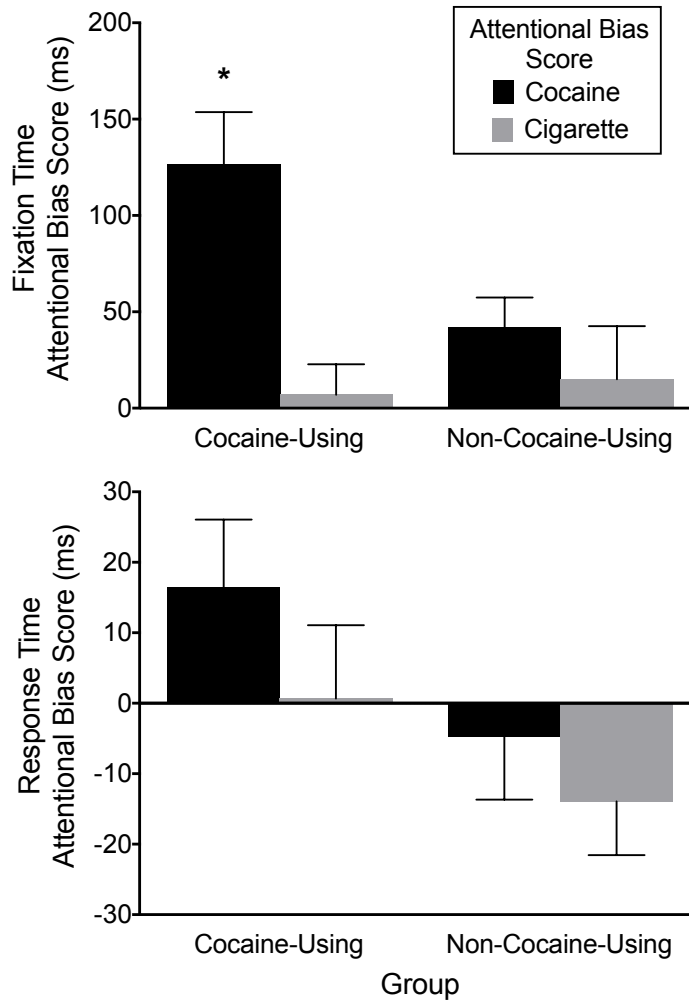 Attentional Bias
Score
Cocaine
Cigarette
Fixation Time
Attentional Bias Score (ms)
200
150
100
50
0
*
Cocaine-Using
Non-Cocaine-Using
Response Time
Attentional Bias Score (ms)
30
20
10
0
-10
-20
-30
Cocaine-Using
Non-Cocaine-Using
Group